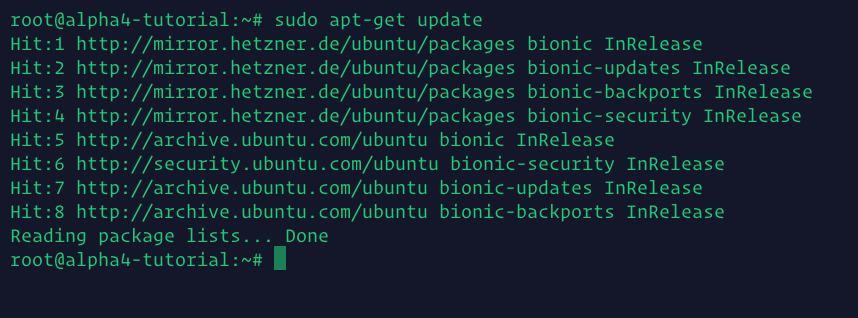 root@alpha4-tutorial:~# sudo apt-get update
Hit:1 http://mirror.hetzner.de/ubuntu/packages bionic InRelease
Hit:2 http://mirror.hetzner.de/ubuntu/packages bionic-updates InRelease
Hit:3 http://mirror.hetzner.de/ubuntu/packages bionic-backports InRelease
Hit:4 http://mirror.hetzner.de/ubuntu/packages bionic-security InRelease
Hit:5 http://archive.ubuntu.com/ubuntu bionic InRelease
Hit:6 http://security.ubuntu.com/ubuntu bionic-security InRelease
Hit:7 http://archive.ubuntu.com/ubuntu bionic-updates InRelease
Hit:8 http://archive.ubuntu.com/ubuntu bionic-backports InRelease
Reading package lists... Done
root@alpha4-tutorial:~#